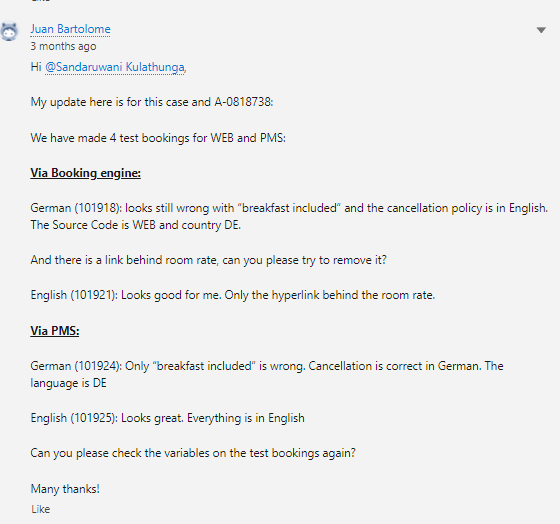 Juan Bartolome
3 months ago
Hi @Sandaruwani Kulathunga,
My update here is for this case and A-0818738:
We have made 4 test bookings for WEB and PMS:
Via Booking engine:
German (101918): looks still wrong with “breakfast included” and the cancellation policy is in English.
The Source Code is WEB and country DE.
And there is a link behind room rate, can you please try to remove it?
English (101921): Looks good for me. Only the hyperlink behind the room rate.
Via PMS:
German (101924): Only “breakfast included” is wrong. Cancellation is correct in German. The
language is DE
English (101925): Looks great. Everything is in English
Can you please check the variables on the test bookings again?
Many thanks!
Like